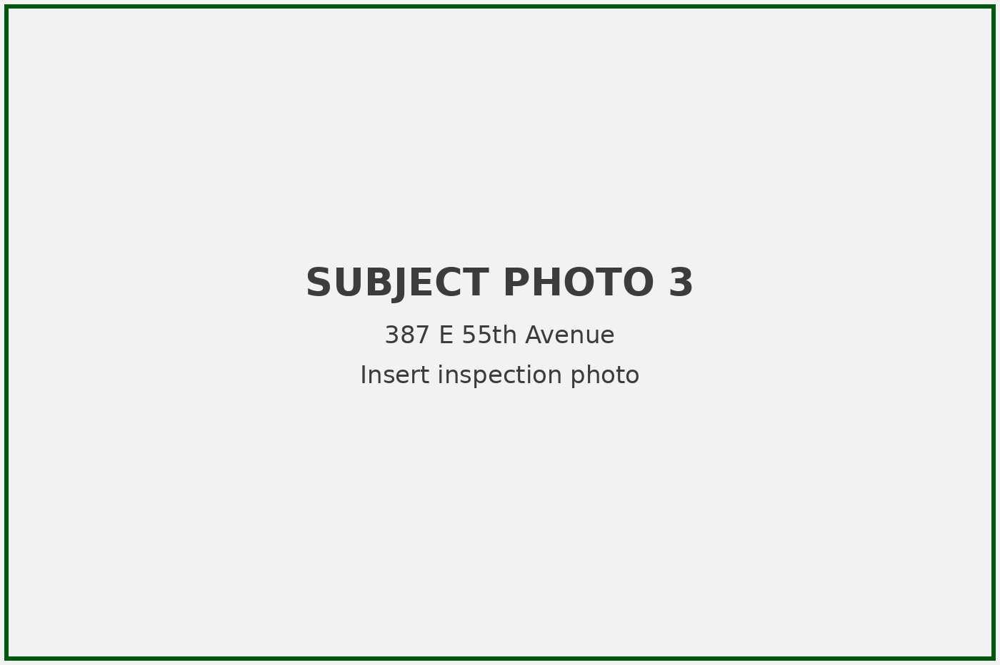 SUBJECT PHOTO 3
387 E 55th Avenue
Insert inspection photo